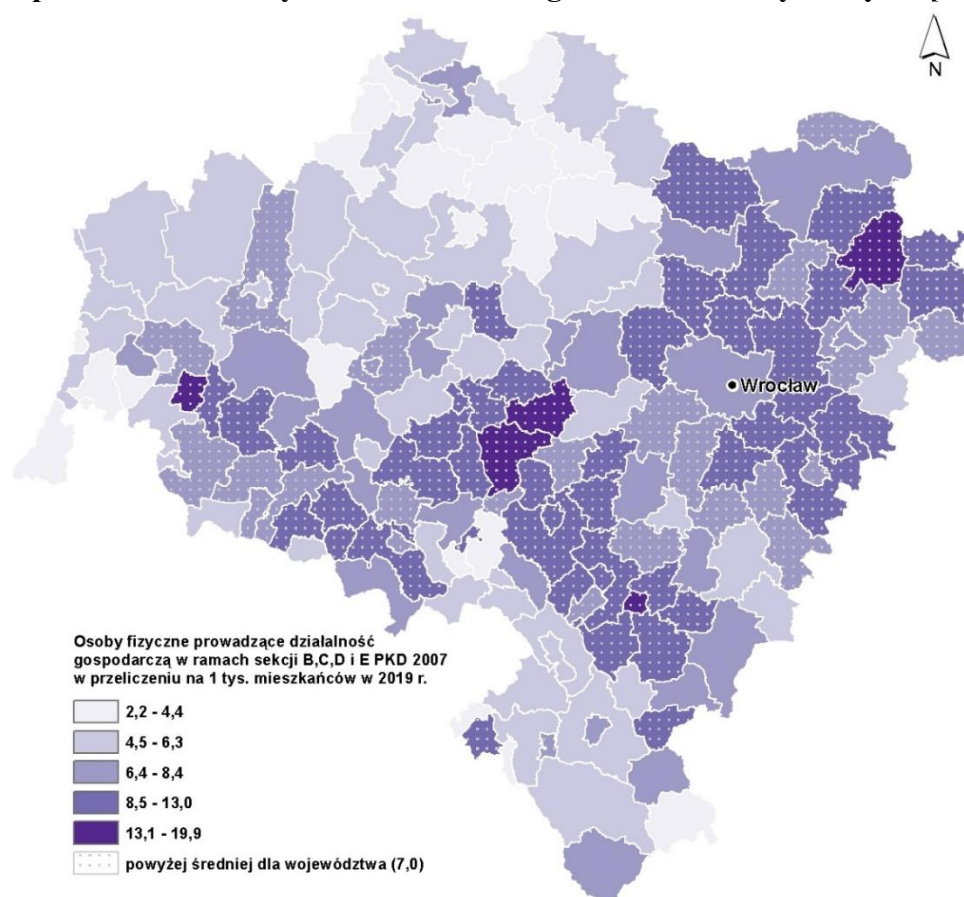 N
Wrocław
Osoby fizyczne prowadzące działalność
gospodarczą w ramach sekcji B,C,D i E PKD 2007
w przeliczeniu na 1 tys. mieszkańców w 2019 r.
2,2 - 4,4
4,5 - 6,3
6,4 - 8,4
8,5 - 13,0
13,1 - 19,9
powyżej średniej dla województwa (7,0)